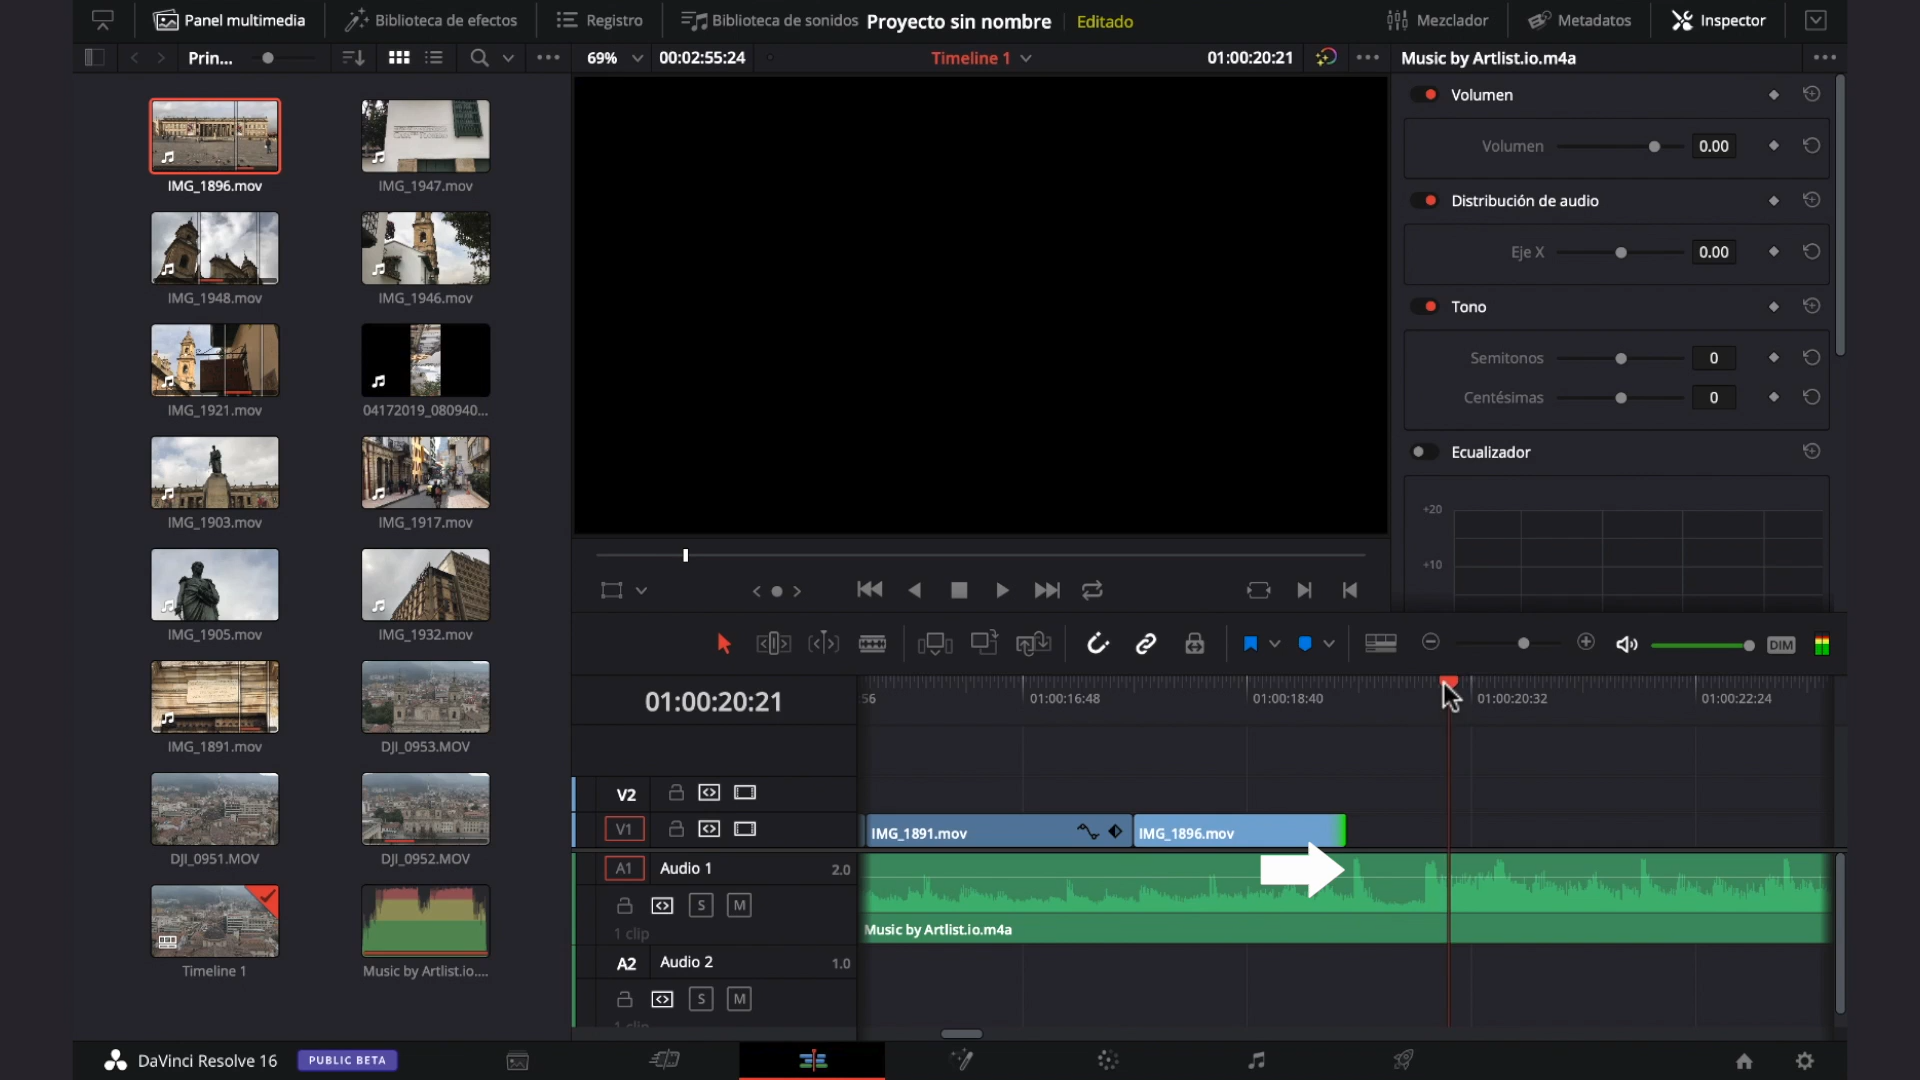 Panel multimedia
Biblioteca de efectos
Registro
Biblioteca de sonidos
Proyecto sin nombre
Editado
Mezclador
Metadatos
Inspector
Prin...
69%
00:02:55:24
Timeline 1
01:00:20:21
Music by Artlist.io.m4a
IMG_1896.mov
IMG_1947.mov
IMG_1948.mov
IMG_1946.mov
IMG_1921.mov
04172019_080940...
IMG_1903.mov
IMG_1917.mov
IMG_1905.mov
IMG_1932.mov
IMG_1891.mov
DJI_0953.MOV
DJI_0951.MOV
DJI_0952.MOV
Timeline 1
Music by Artlist.io....
Volumen
Volumen 0.00
Distribución de audio
Eje X 0.00
Tono
Semitonos 0
Centésimas 0
Ecualizador
+20
+10
DIM
01:00:20:21
56
01:00:16:48
01:00:18:40
01:00:20:32
01:00:22:24
V2
V1
IMG_1891.mov
IMG_1896.mov
A1
Audio 1
2.0
S
M
1 clip
Music by Artlist.io.m4a
A2
Audio 2
1.0
S
M
1 clip
DaVinci Resolve 16
PUBLIC BETA